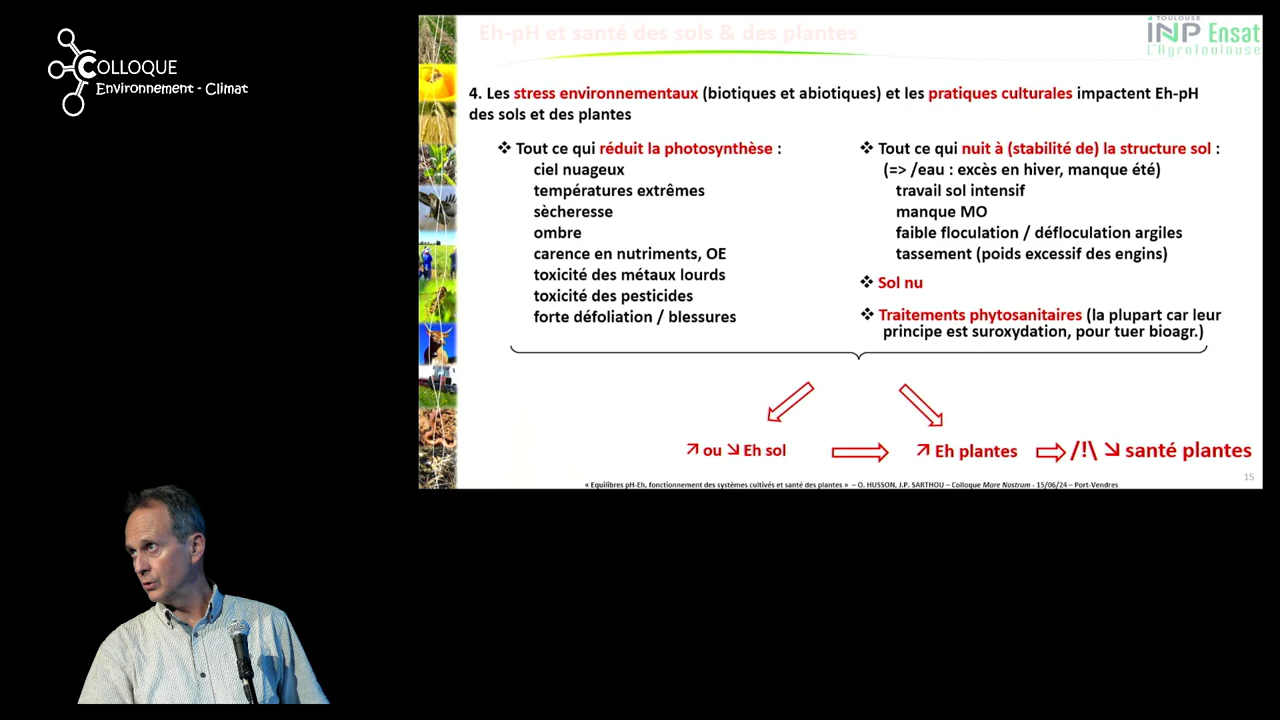 COLLOQUE
Environnement - Climat
Eh-pH et santé des sols & des plantes
TOULOUSE
INP Ensat
L'AgroToulouse
4. Les stress environnementaux (biotiques et abiotiques) et les pratiques culturales impactent Eh-pH
des sols et des plantes
❖ Tout ce qui réduit la photosynthèse :
ciel nuageux
températures extrêmes
sècheresse
ombre
carence en nutriments, OE
toxicité des métaux lourds
toxicité des pesticides
forte défoliation / blessures
❖ Tout ce qui nuit à (stabilité de) la structure sol :
(=> /eau : excès en hiver, manque été)
travail sol intensif
manque MO
faible floculation / défloculation argiles
tassement (poids excessif des engins)
❖ Sol nu
❖ Traitements phytosanitaires (la plupart car leur
principe est suroxydation, pour tuer bioagr.)
↗ ou ↘ Eh sol
↗ Eh plantes
/!\ ↘ santé plantes
« Equilibres pH-Eh, fonctionnement des systèmes cultivés et santé des plantes » – O. HUSSON, J.P. SARTHOU – Colloque Mare Nostrum - 15/06/24 – Port-Vendres
15